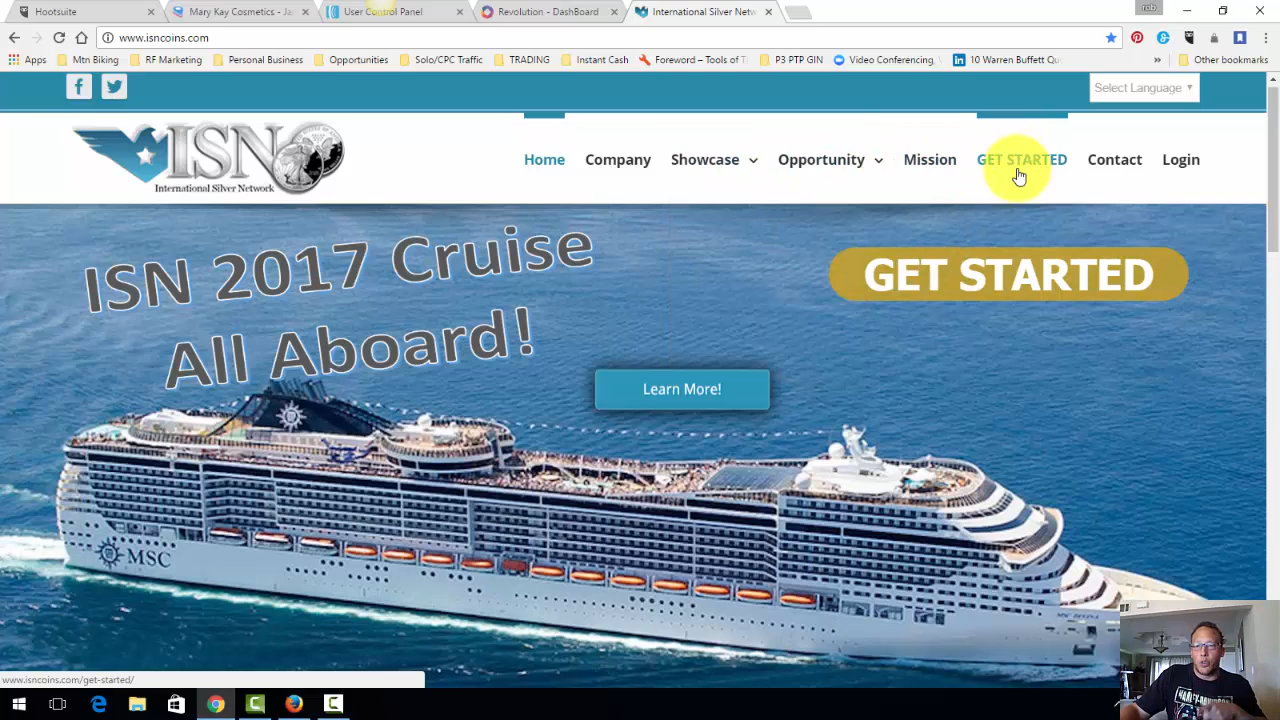 Hootsuite
Mary Kay Cosmetics - Ja
User Control Panel
Revolution - DashBoard
International Silver Netw
rob
www.isncoins.com
Apps
Mtn Biking
RF Marketing
Personal Business
Opportunities
Solo/CPC Traffic
TRADING
Instant Cash
Foreword – Tools of T
P3 PTP GIN
Video Conferencing,
10 Warren Buffett Qu
Other bookmarks
Select Language
ISN
International Silver Network
Home
Company
Showcase
Opportunity
Mission
GET STARTED
Contact
Login
ISN 2017 Cruise
All Aboard!
GET STARTED
Learn More!
MSC
www.isncoins.com/get-started/